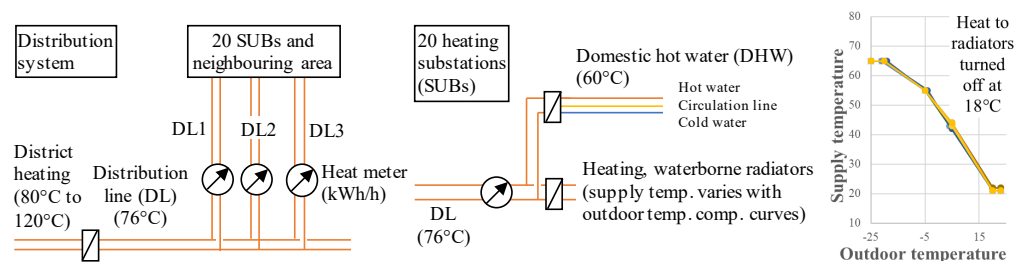 Distribution
system
20 SUBs and
neighbouring area
DL1
DL2
DL3
District
heating
(80°C to
120°C)
Distribution
line (DL)
(76°C)
Heat meter
(kWh/h)
20 heating
substations
(SUBs)
Domestic hot water (DHW)
(60°C)
Hot water
Circulation line
Cold water
Heating, waterborne radiators
(supply temp. varies with
outdoor temp. comp. curves)
DL
(76°C)
Supply temperature
80
70
60
50
40
30
20
10
Heat to
radiators
turned
off at
18°C
-25
-5
15
Outdoor temperature